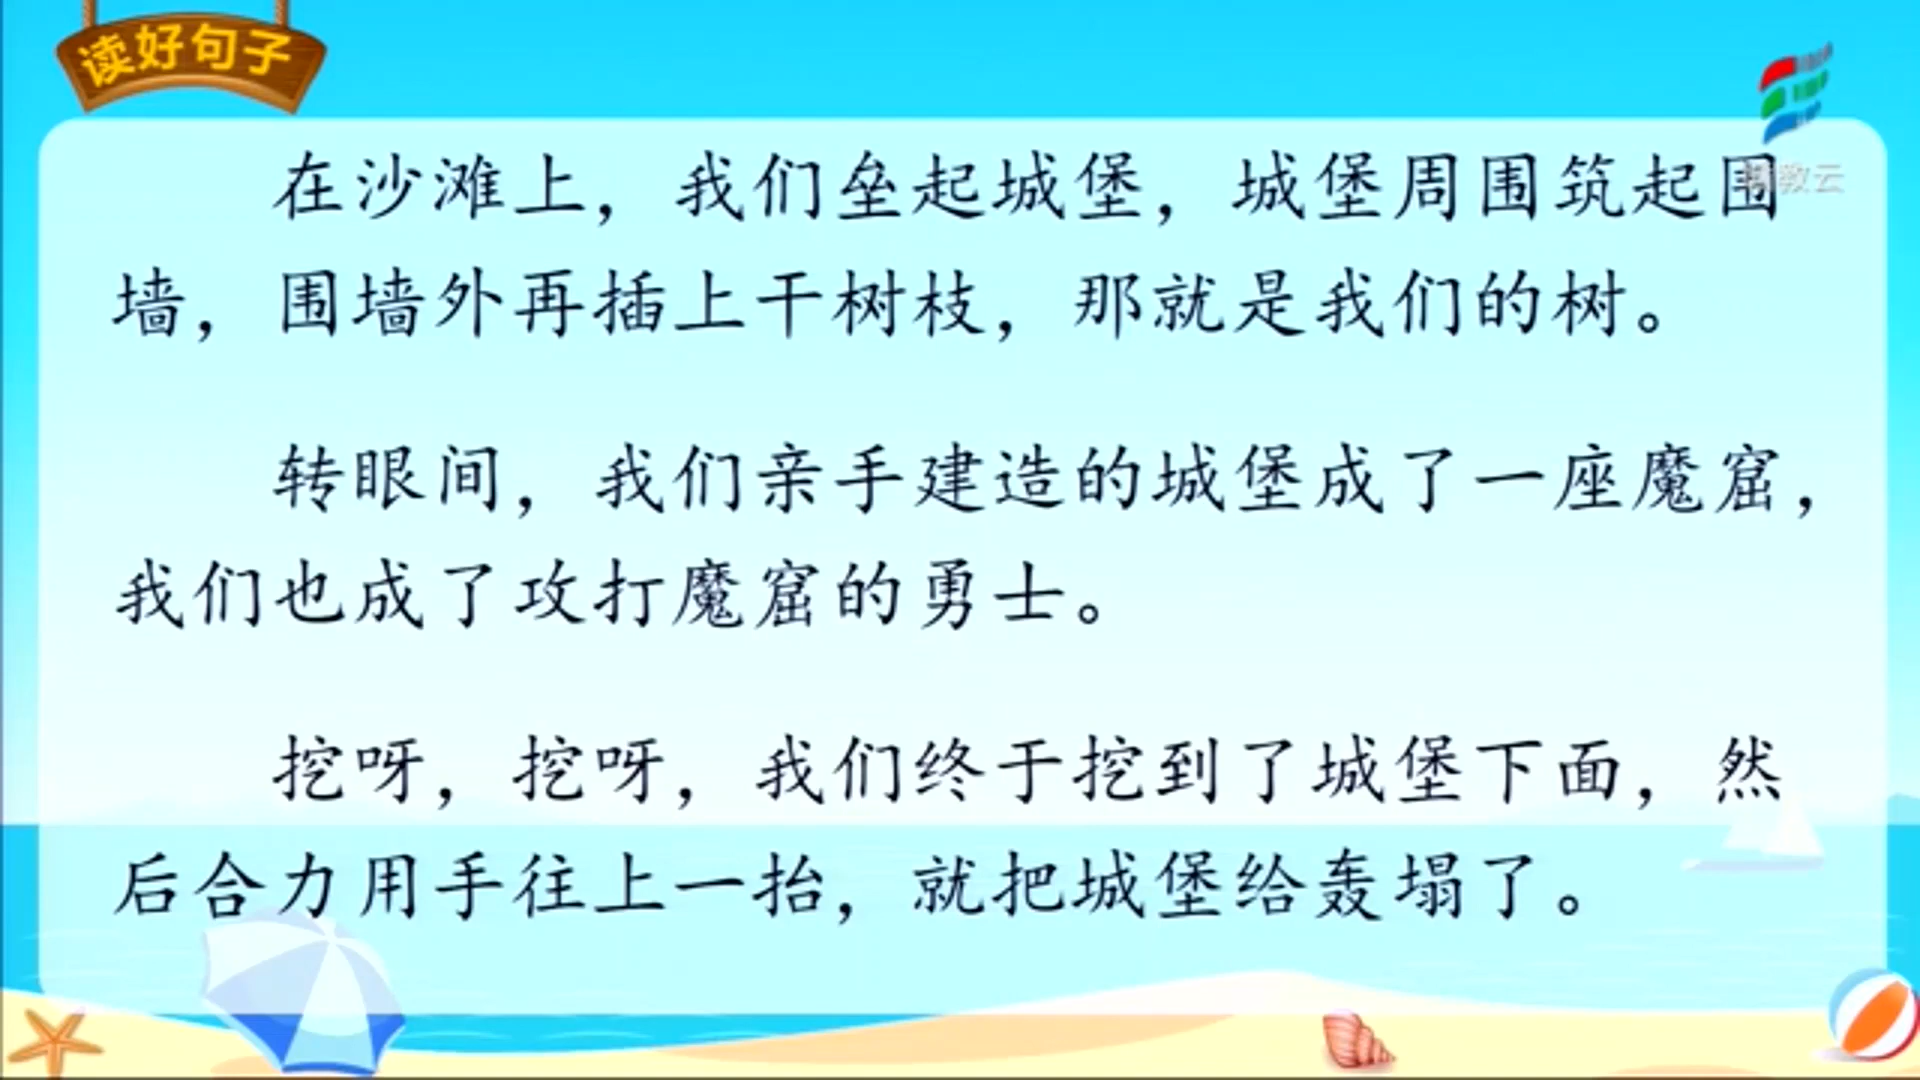 读好句子
教云
在沙滩上，我们垒起城堡，城堡周围筑起围
墙，围墙外再插上干树枝，那就是我们的树。
转眼间，我们亲手建造的城堡成了一座魔窟，
我们也成了攻打魔窟的勇士。
挖呀，挖呀，我们终于挖到了城堡下面，然
后合力用手往上一抬，就把城堡给轰塌了。